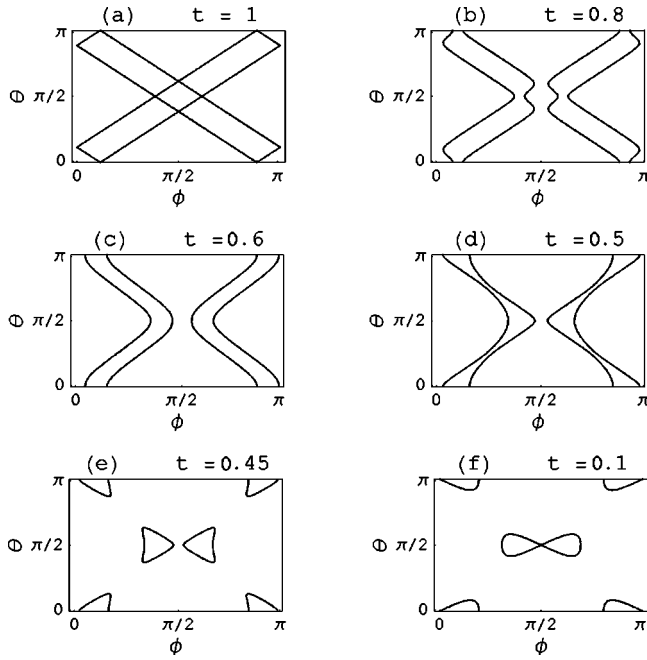 (a) t = 1 (b) t = 0.8
π π
Θ π/2 Θ π/2
0 0
0 π/2 π 0 π/2 π
ϕ ϕ
(c) t = 0.6 (d) t = 0.5
π π
Θ π/2 Θ π/2
0 0
0 π/2 π 0 π/2 π
ϕ ϕ
(e) t = 0.45 (f) t = 0.1
π π
Θ π/2 Θ π/2
0 0
0 π/2 π 0 π/2 π
ϕ ϕ